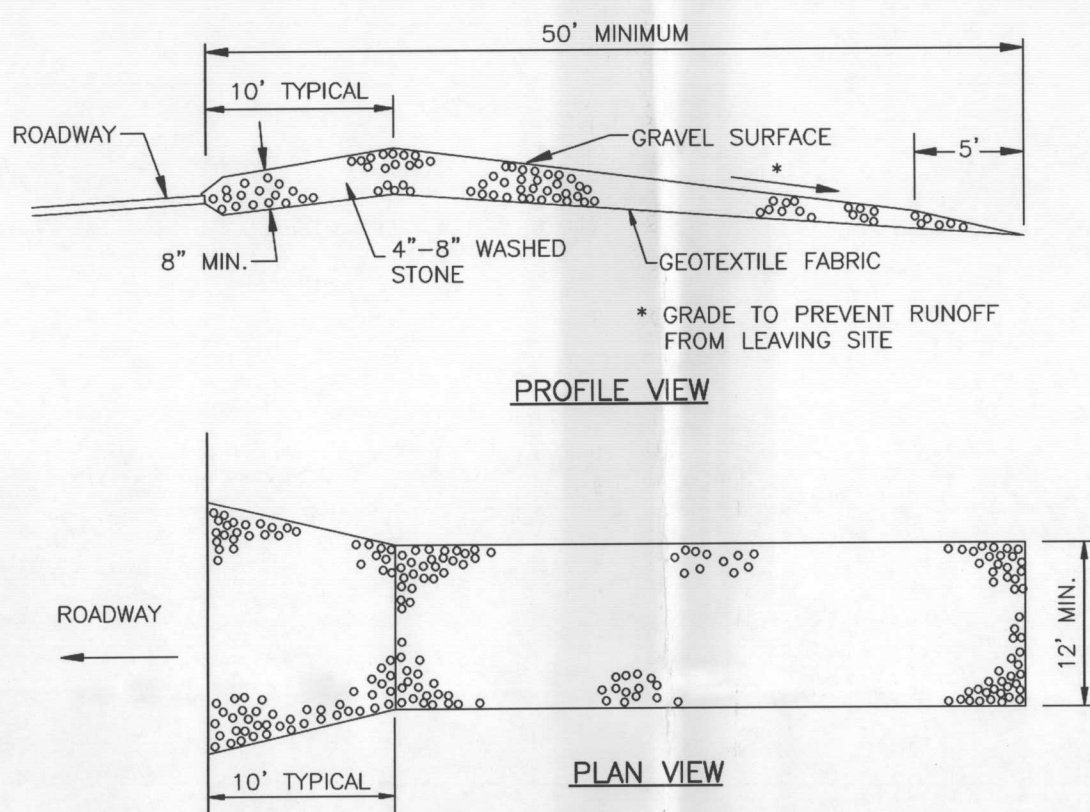 50' MINIMUM
10' TYPICAL
ROADWAY
GRAVEL SURFACE
*
5'
8" MIN.
4"-8" WASHED
STONE
GEOTEXTILE FABRIC
* GRADE TO PREVENT RUNOFF
FROM LEAVING SITE
PROFILE VIEW
ROADWAY
12' MIN.
10' TYPICAL
PLAN VIEW